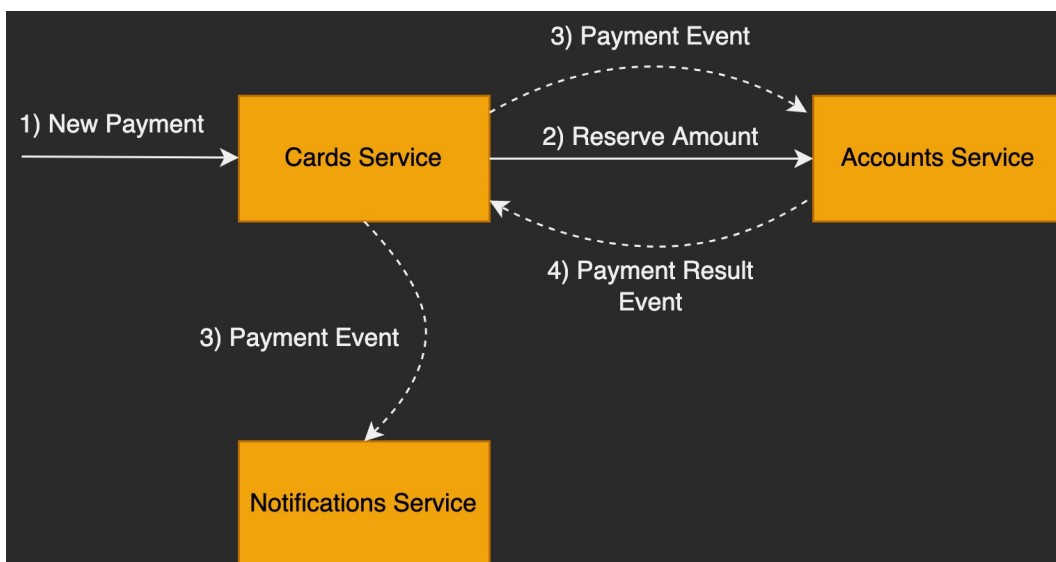 3) Payment Event
1) New Payment
Cards Service
2) Reserve Amount
Accounts Service
4) Payment Result
Event
3) Payment Event
Notifications Service